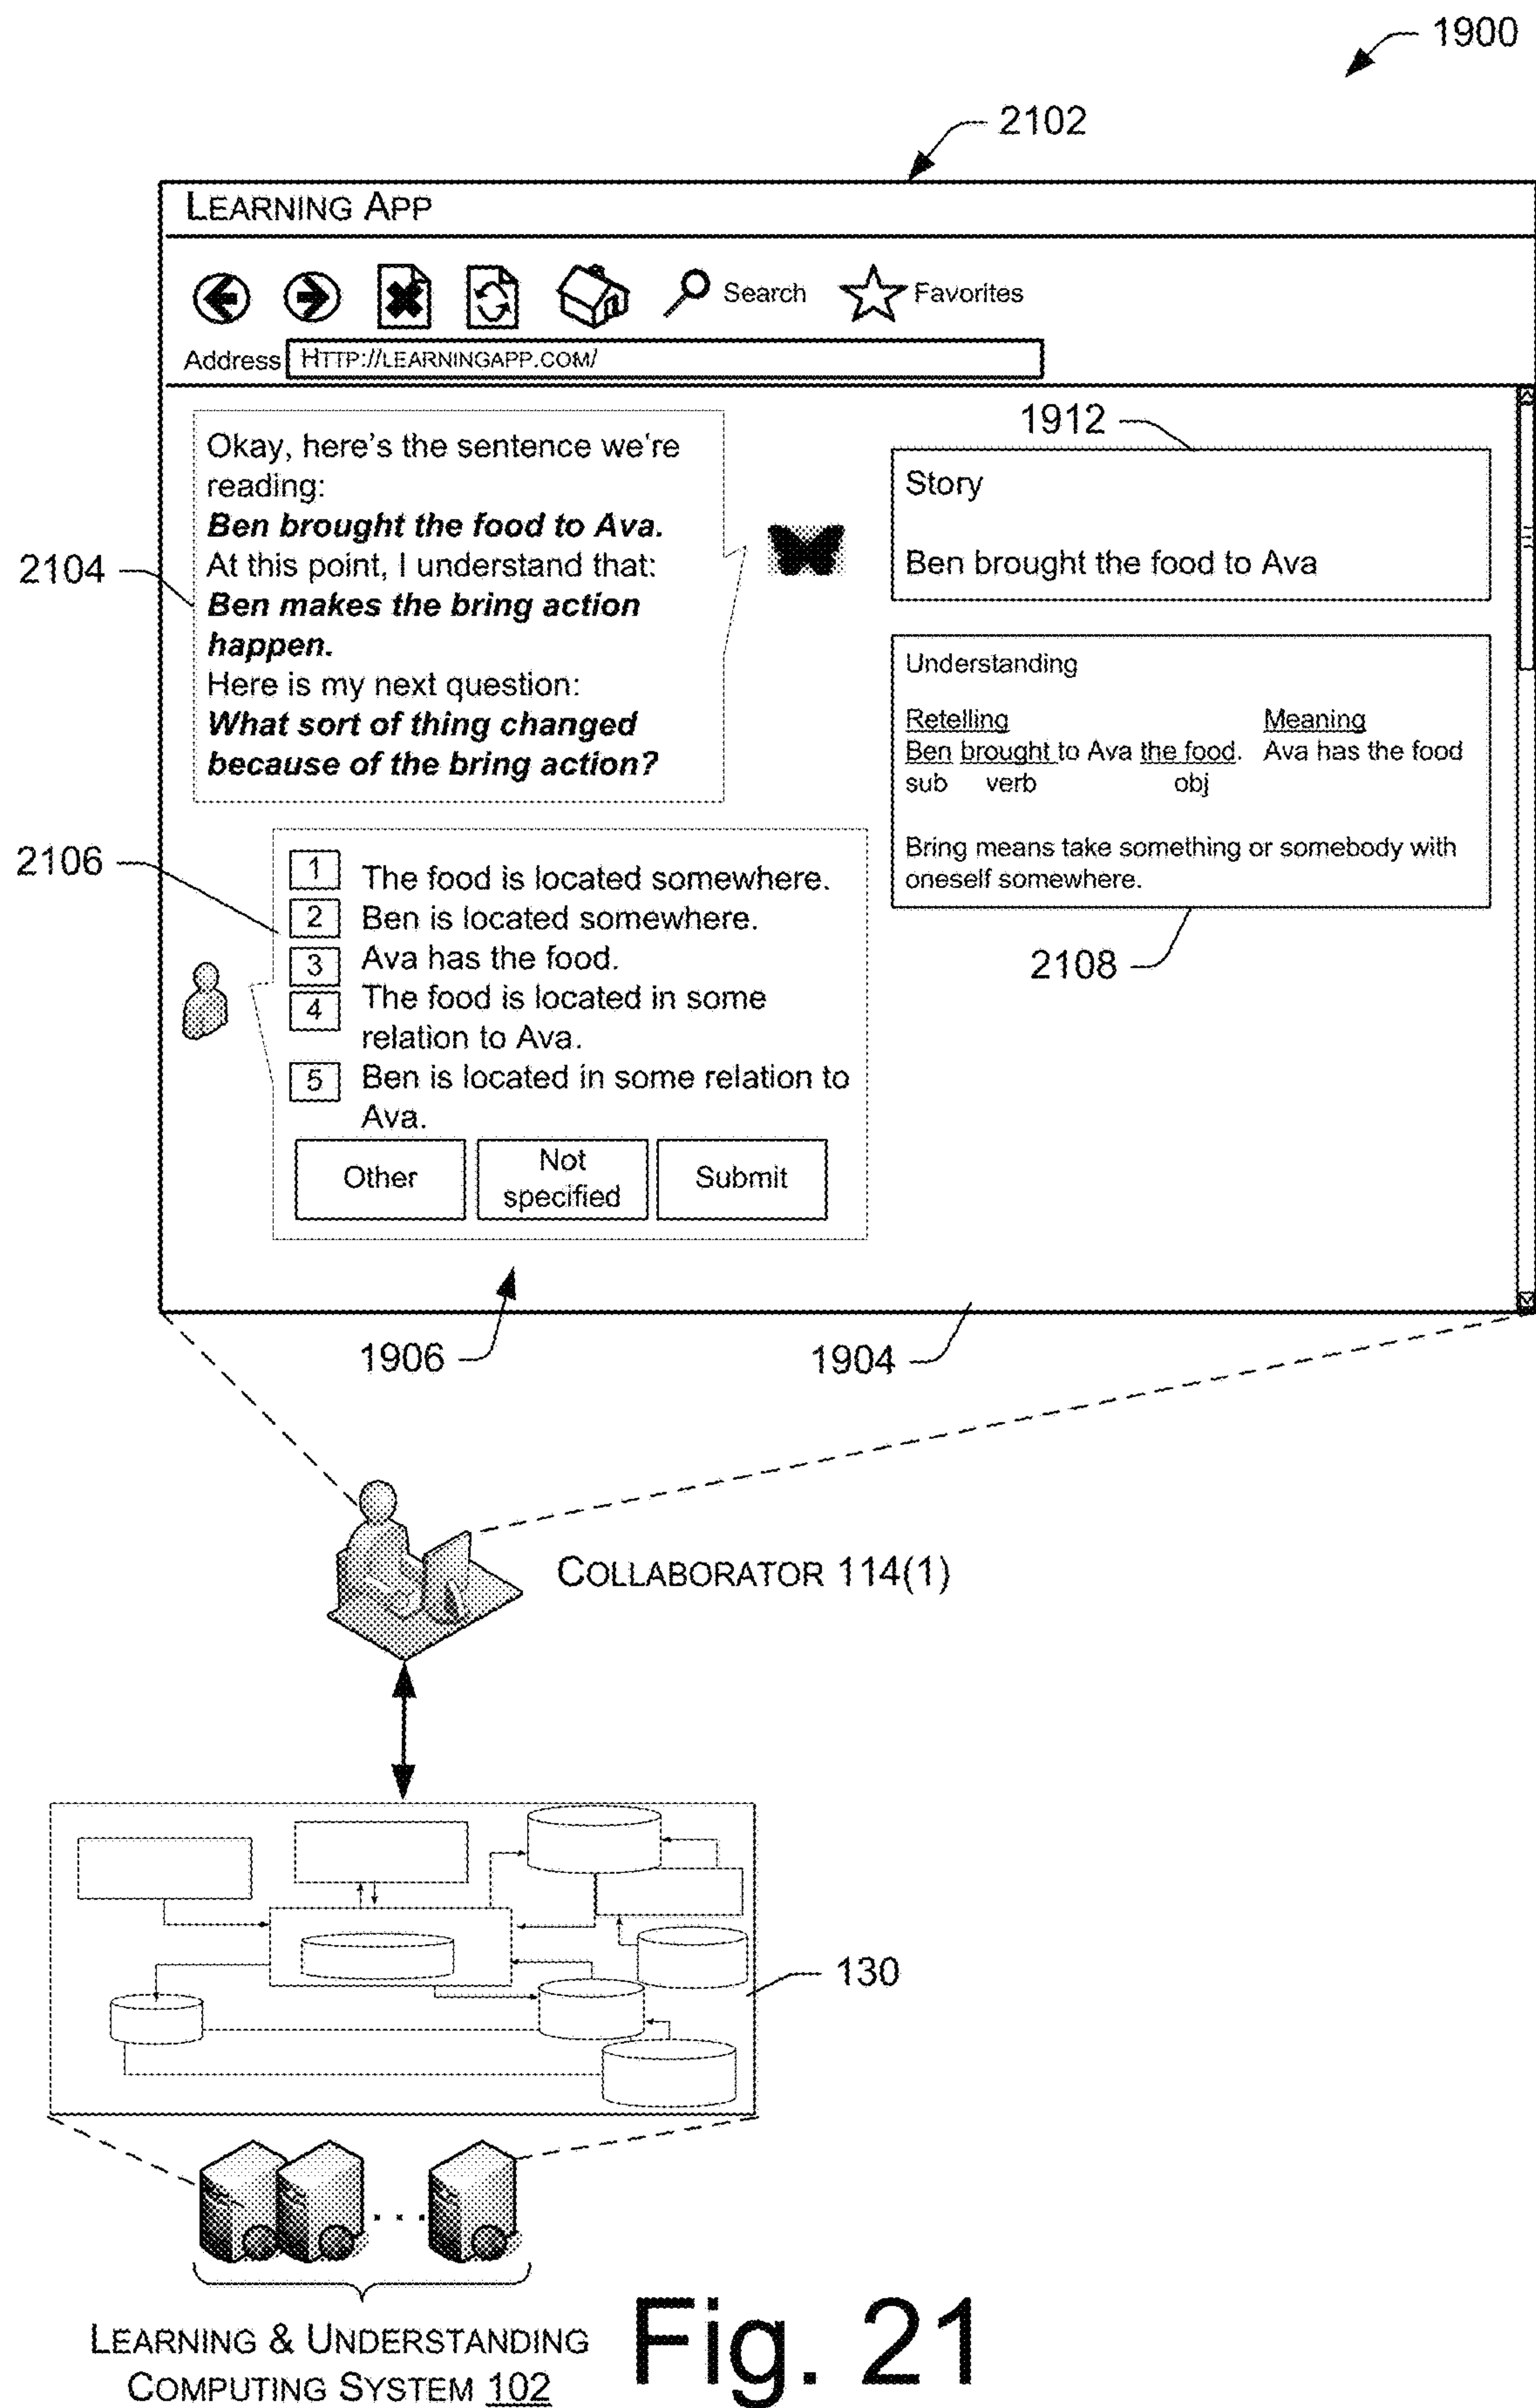 1900
2102
LEARNING APP
Search
Favorites
Address HTTP://LEARNINGAPP.COM/
Okay, here's the sentence we're
reading:
Ben brought the food to Ava.
At this point, I understand that:
Ben makes the bring action
happen.
Here is my next question:
What sort of thing changed
because of the bring action?
2104
1912
Story
Ben brought the food to Ava
Understanding
Retelling Meaning
Ben brought to Ava the food. Ava has the food
sub verb obj
Bring means take something or somebody with
oneself somewhere.
2108
2106
1 The food is located somewhere.
2 Ben is located somewhere.
3 Ava has the food.
4 The food is located in some
relation to Ava.
5 Ben is located in some relation to
Ava.
Other
Not
specified
Submit
1906
1904
COLLABORATOR 114(1)
130
LEARNING & UNDERSTANDING
COMPUTING SYSTEM 102
Fig. 21